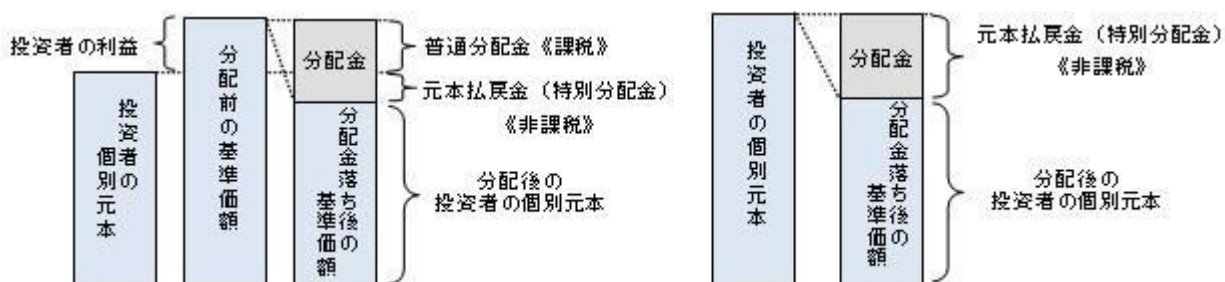 投資者の利益
投資者の
個別元本
分配前の基準価額
分配金
分配金落ち後の
基準価額
普通分配金《課税》
元本払戻金（特別分配金）
《非課税》
分配後の
投資者の個別元本
投資者の個別元本
分配金
分配金落ち後の
基準価額
元本払戻金（特別分配金）
《非課税》
分配後の
投資者の個別元本